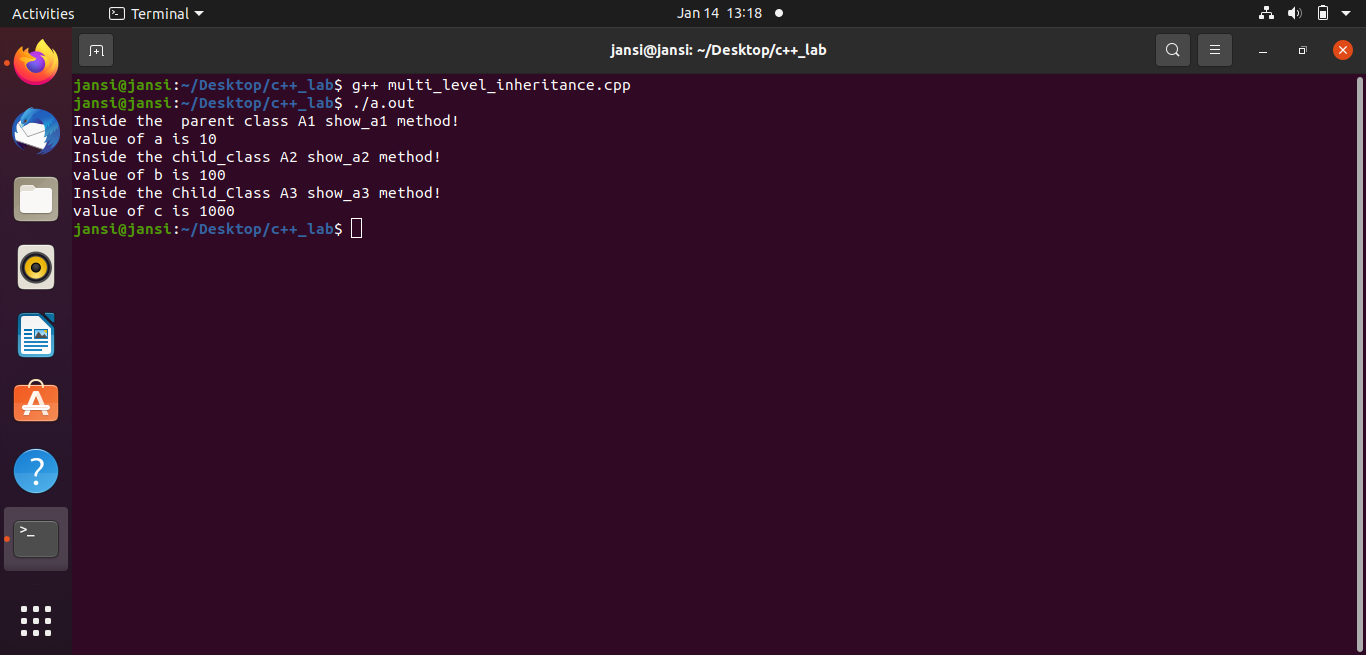 Activities Terminal Jan 14 13:18
jansi@jansi: ~/Desktop/c++_lab
jansi@jansi:~/Desktop/c++_lab$ g++ multi_level_inheritance.cpp
jansi@jansi:~/Desktop/c++_lab$ ./a.out
Inside the  parent class A1 show_a1 method!
value of a is 10
Inside the child_class A2 show_a2 method!
value of b is 100
Inside the Child_Class A3 show_a3 method!
value of c is 1000
jansi@jansi:~/Desktop/c++_lab$